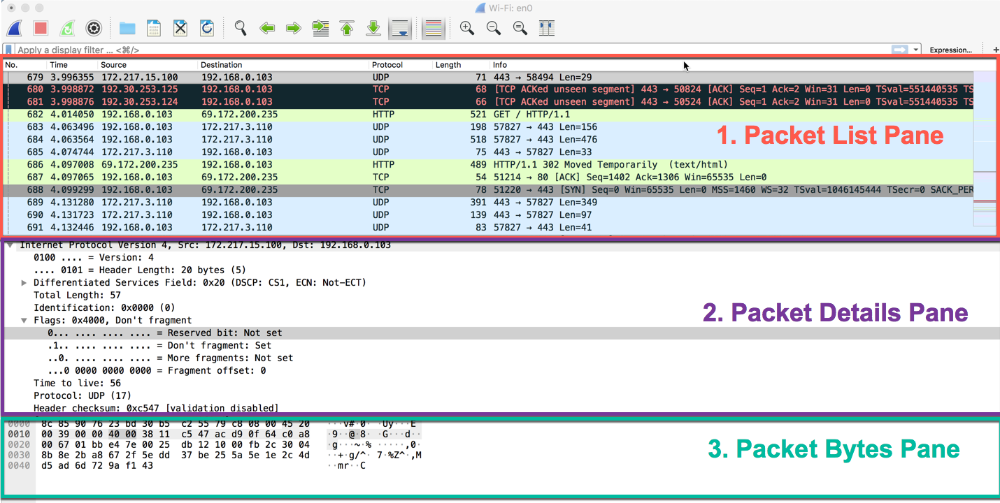 Wi-Fi: en0
Apply a display filter ... <⌘/>
Expression... +
No. Time Source Destination Protocol Length Info
679 3.996355 172.217.15.100 192.168.0.103 UDP 71 443 → 58494 Len=29
680 3.998872 192.30.253.125 192.168.0.103 TCP 68 [TCP ACKed unseen segment] 443 → 50824 [ACK] Seq=1 Ack=2 Win=31 Len=0 TSval=551440535 TS
681 3.998876 192.30.253.124 192.168.0.103 TCP 66 [TCP ACKed unseen segment] 443 → 50524 [ACK] Seq=1 Ack=2 Win=31 Len=0 TSval=551440535 TS
682 4.014050 192.168.0.103 69.172.200.235 HTTP 521 GET / HTTP/1.1
683 4.063496 192.168.0.103 172.217.3.110 UDP 198 57827 → 443 Len=156
684 4.063564 192.168.0.103 172.217.3.110 UDP 518 57827 → 443 Len=476
685 4.074744 172.217.3.110 192.168.0.103 UDP 75 443 → 57827 Len=33
686 4.097008 69.172.200.235 192.168.0.103 HTTP 489 HTTP/1.1 302 Moved Temporarily (text/html)
687 4.097065 192.168.0.103 69.172.200.235 TCP 54 51214 → 80 [ACK] Seq=1402 Ack=1306 Win=65535 Len=0
688 4.099299 192.168.0.103 69.172.200.235 TCP 78 51220 → 443 [SYN] Seq=0 Win=65535 Len=0 MSS=1460 WS=32 TSval=1046145444 TSecr=0 SACK_PER
689 4.131280 172.217.3.110 192.168.0.103 UDP 391 443 → 57827 Len=349
690 4.131723 172.217.3.110 192.168.0.103 UDP 139 443 → 57827 Len=97
691 4.132446 192.168.0.103 172.217.3.110 UDP 83 57827 → 443 Len=41
1. Packet List Pane
Internet Protocol Version 4, Src: 172.217.15.100, Dst: 192.168.0.103
0100 .... = Version: 4
.... 0101 = Header Length: 20 bytes (5)
Differentiated Services Field: 0x20 (DSCP: CS1, ECN: Not-ECT)
Total Length: 57
Identification: 0x0000 (0)
Flags: 0x4000, Don't fragment
0... .... .... .... = Reserved bit: Not set
.1.. .... .... .... = Don't fragment: Set
..0. .... .... .... = More fragments: Not set
...0 0000 0000 0000 = Fragment offset: 0
Time to live: 56
Protocol: UDP (17)
Header checksum: 0xc547 [validation disabled]
2. Packet Details Pane
0000 8c 85 90 76 23 bd 30 b5 c2 55 79 c8 08 00 45 20 ···v#·0· ·Uy···E
0010 00 39 00 00 40 00 38 11 c5 47 ac d9 0f 64 c0 a8 ·9··@·8· ·G···d··
0020 00 67 01 bb e4 7e 00 25 db 12 10 00 fb 2c 30 04 ·g···~·% ·····,0·
0030 8b 8e 2b a8 67 2f 5e dd 37 be 25 5a 5e 1e 2c 4d ··+·g/^· 7·%Z^·,M
0040 d5 ad 6d 72 9a f1 43 ··mr··C
3. Packet Bytes Pane